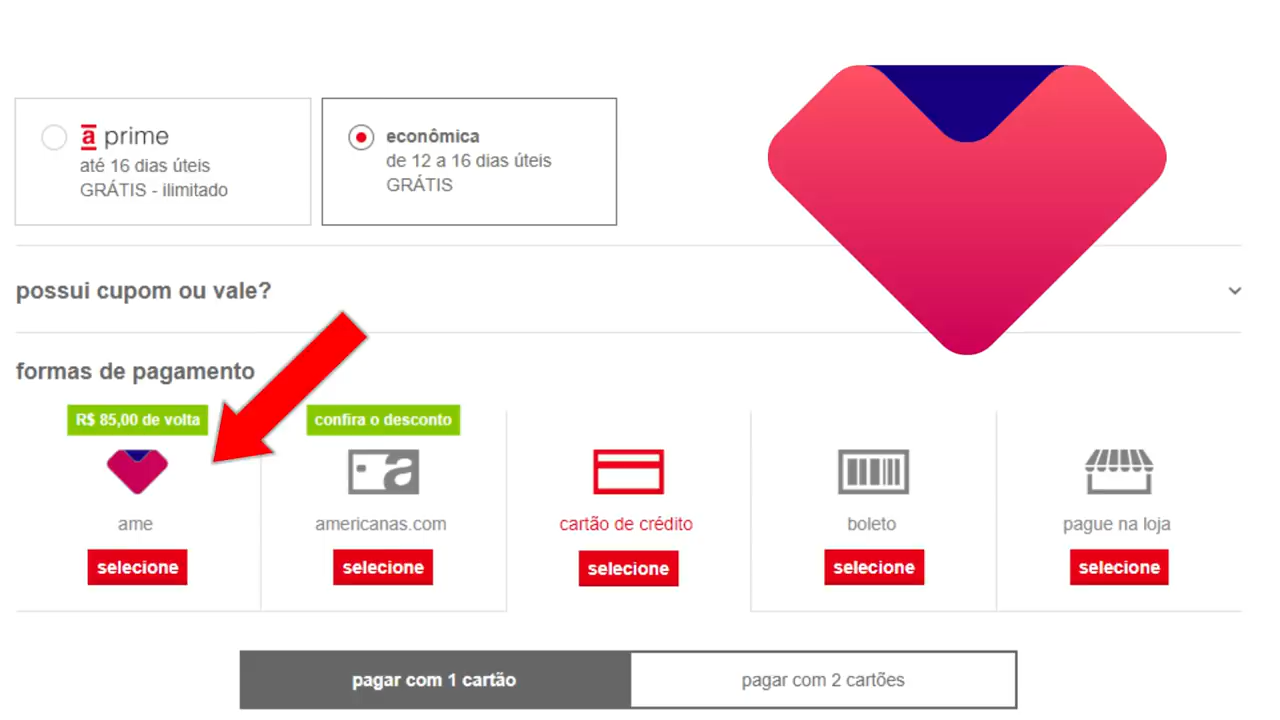 a prime
até 16 dias úteis
GRÁTIS - ilimitado
econômica
de 12 a 16 dias úteis
GRÁTIS
possui cupom ou vale?
formas de pagamento
R$ 85,00 de volta
ame
selecione
confira o desconto
a
americanas.com
selecione
cartão de crédito
selecione
boleto
selecione
pague na loja
selecione
pagar com 1 cartão
pagar com 2 cartões